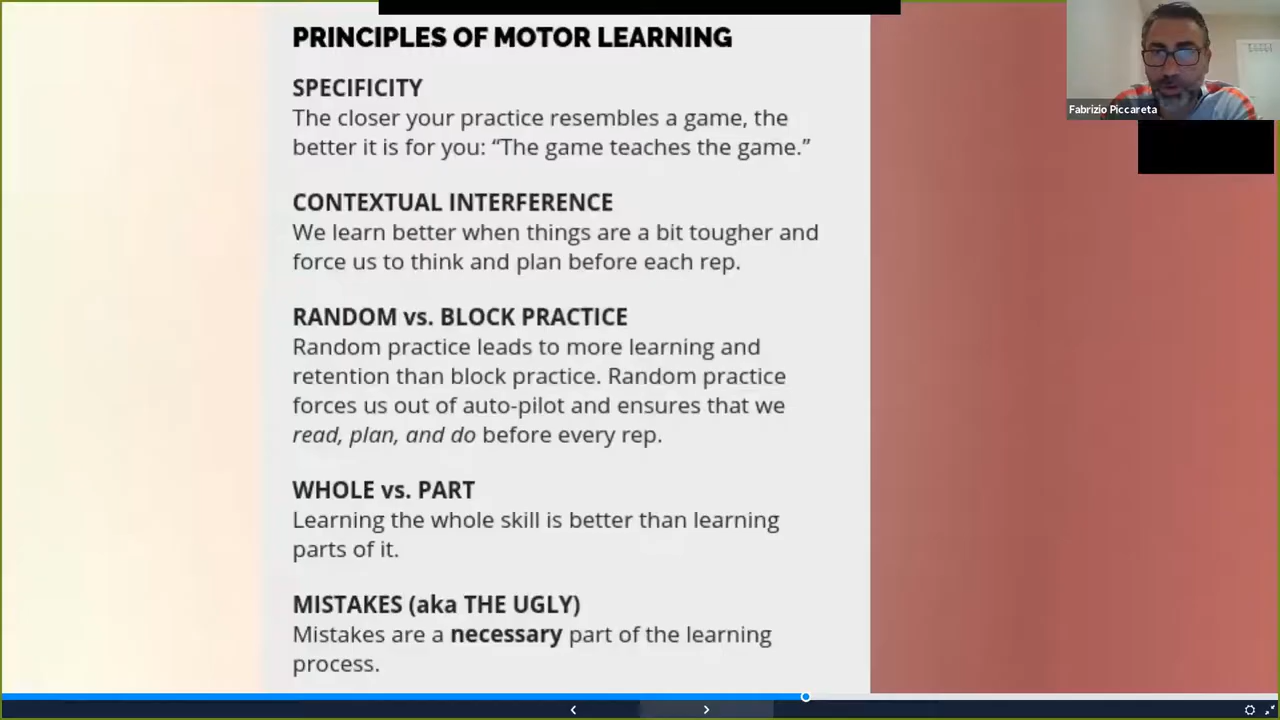 PRINCIPLES OF MOTOR LEARNING
SPECIFICITY
The closer your practice resembles a game, the
better it is for you: “The game teaches the game.”
CONTEXTUAL INTERFERENCE
We learn better when things are a bit tougher and
force us to think and plan before each rep.
RANDOM vs. BLOCK PRACTICE
Random practice leads to more learning and
retention than block practice. Random practice
forces us out of auto-pilot and ensures that we
read, plan, and do before every rep.
WHOLE vs. PART
Learning the whole skill is better than learning
parts of it.
MISTAKES (aka THE UGLY)
Mistakes are a necessary part of the learning
process.
Fabrizio Piccareta